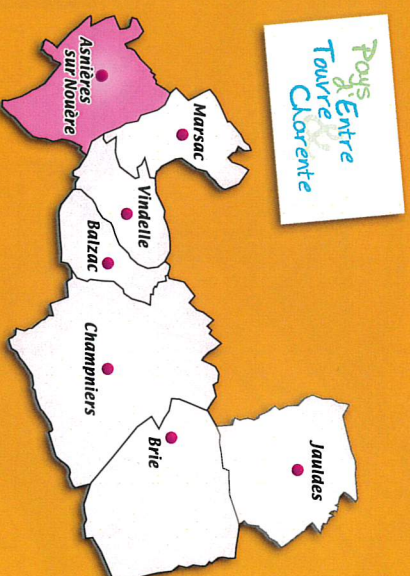 Pays
d'Entre
Touvre &
Charente
Jauldes
Marsac
Brie
Vindelle
Asnières
sur Nouère
Balzac
Champniers